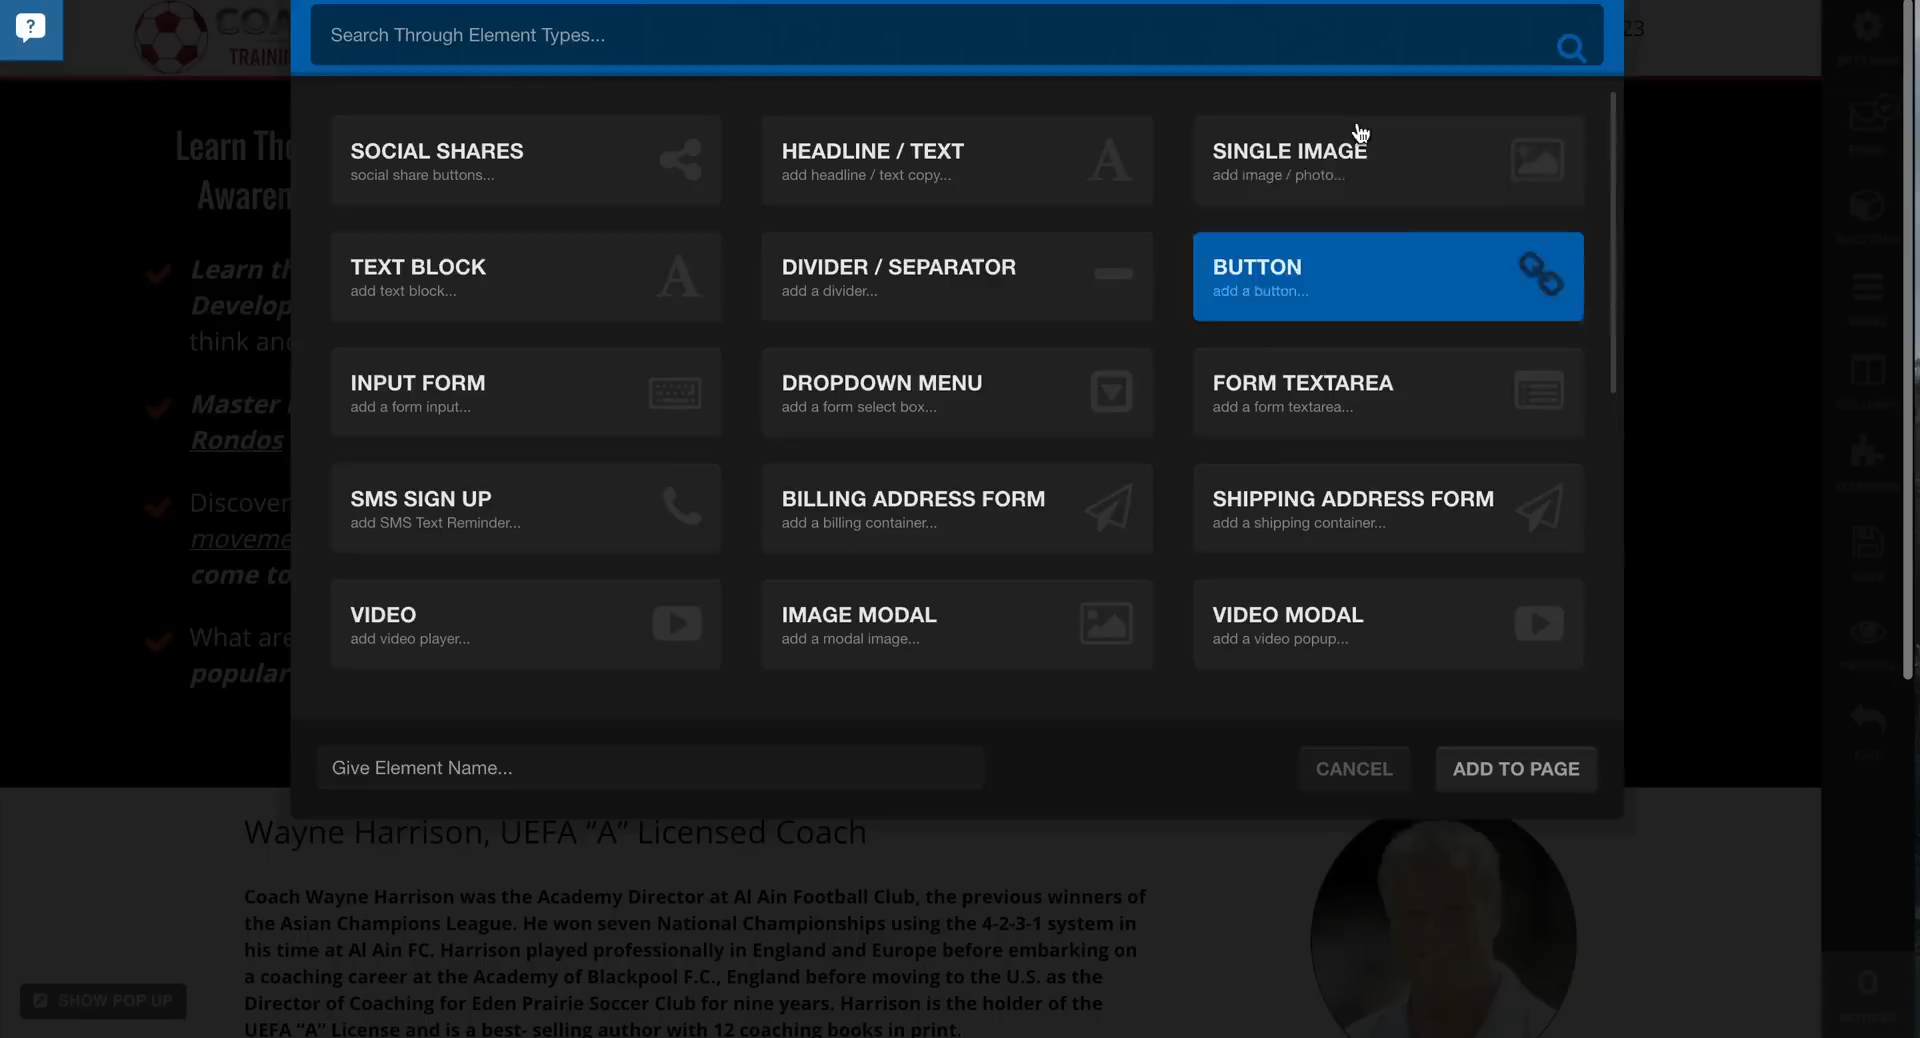 Search Through Element Types...
23
COA
TRAINI
SOCIAL SHARES
social share buttons...
HEADLINE / TEXT
add headline / text copy...
SINGLE IMAGE
add image / photo...
TEXT BLOCK
add text block...
DIVIDER / SEPARATOR
add a divider...
BUTTON
add a button...
INPUT FORM
add a form input...
DROPDOWN MENU
add a form select box...
FORM TEXTAREA
add a form textarea...
SMS SIGN UP
add SMS Text Reminder...
BILLING ADDRESS FORM
add a billing container...
SHIPPING ADDRESS FORM
add a shipping container...
VIDEO
add video player...
IMAGE MODAL
add a modal image...
VIDEO MODAL
add a video popup...
Give Element Name...
CANCEL
ADD TO PAGE
Learn The
Awaren
Learn th
Develop
think and
Master
Rondos
Discover
moveme
come to
What are
popular
Wayne Harrison, UEFA “A” Licensed Coach
Coach Wayne Harrison was the Academy Director at Al Ain Football Club, the previous winners of
the Asian Champions League. He won seven National Championships using the 4-2-3-1 system in
his time at Al Ain FC. Harrison played professionally in England and Europe before embarking on
a coaching career at the Academy of Blackpool F.C., England before moving to the U.S. as the
Director of Coaching for Eden Prairie Soccer Club for nine years. Harrison is the holder of the
UEFA “A” License and is a best- selling author with 12 coaching books in print.
SHOW POP UP